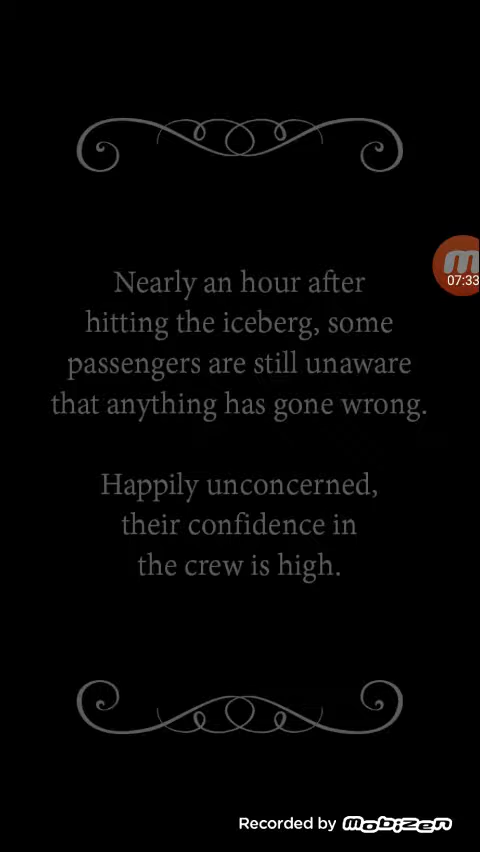 07:33
Nearly an hour after
hitting the iceberg, some
passengers are still unaware
that anything has gone wrong.
Happily unconcerned,
their confidence in
the crew is high.
Recorded by mobizen